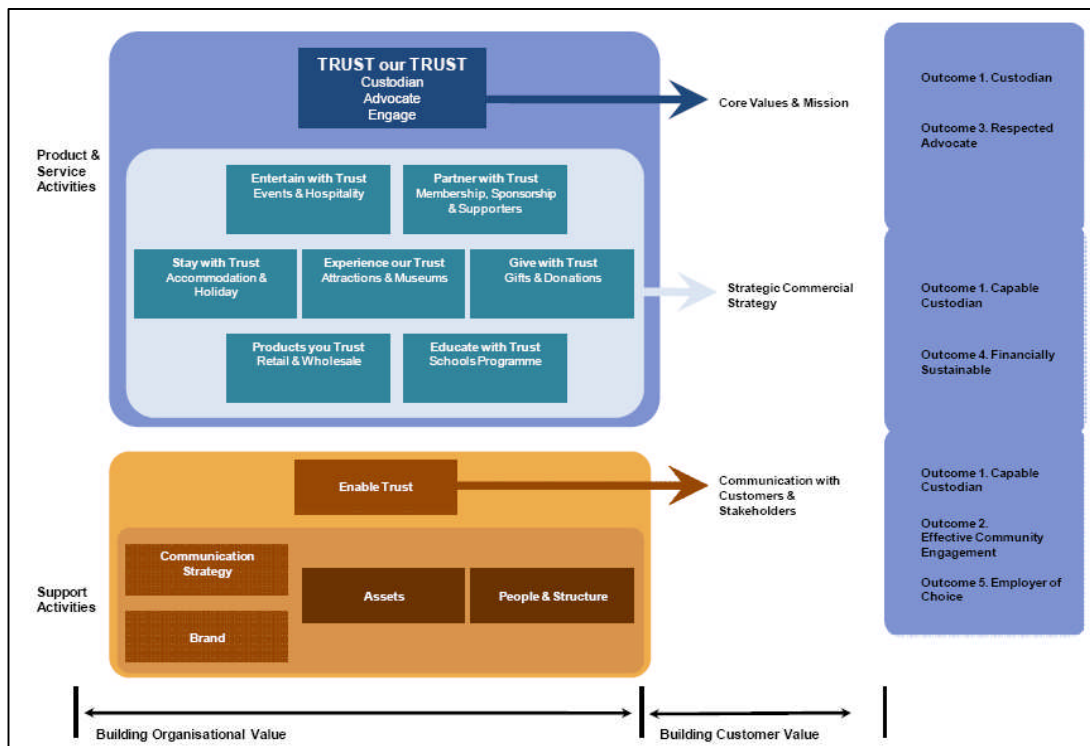 TRUST our TRUST
Custodian
Advocate
Engage
Core Values & Mission
Outcome 1. Custodian
Outcome 3. Respected
Advocate
Product &
Service
Activities
Entertain with Trust
Events & Hospitality
Partner with Trust
Membership, Sponsorship
& Supporters
Stay with Trust
Accommodation &
Holiday
Experience our Trust
Attractions & Museums
Give with Trust
Gifts & Donations
Strategic Commercial
Strategy
Outcome 1. Capable
Custodian
Outcome 4. Financially
Sustainable
Products you Trust
Retail & Wholesale
Educate with Trust
Schools Programme
Enable Trust
Communication with
Customers &
Stakeholders
Outcome 1. Capable
Custodian
Outcome 2.
Effective Community
Engagement
Outcome 5. Employer of
Choice
Support
Activities
Communication
Strategy
Brand
Assets
People & Structure
Building Organisational Value
Building Customer Value